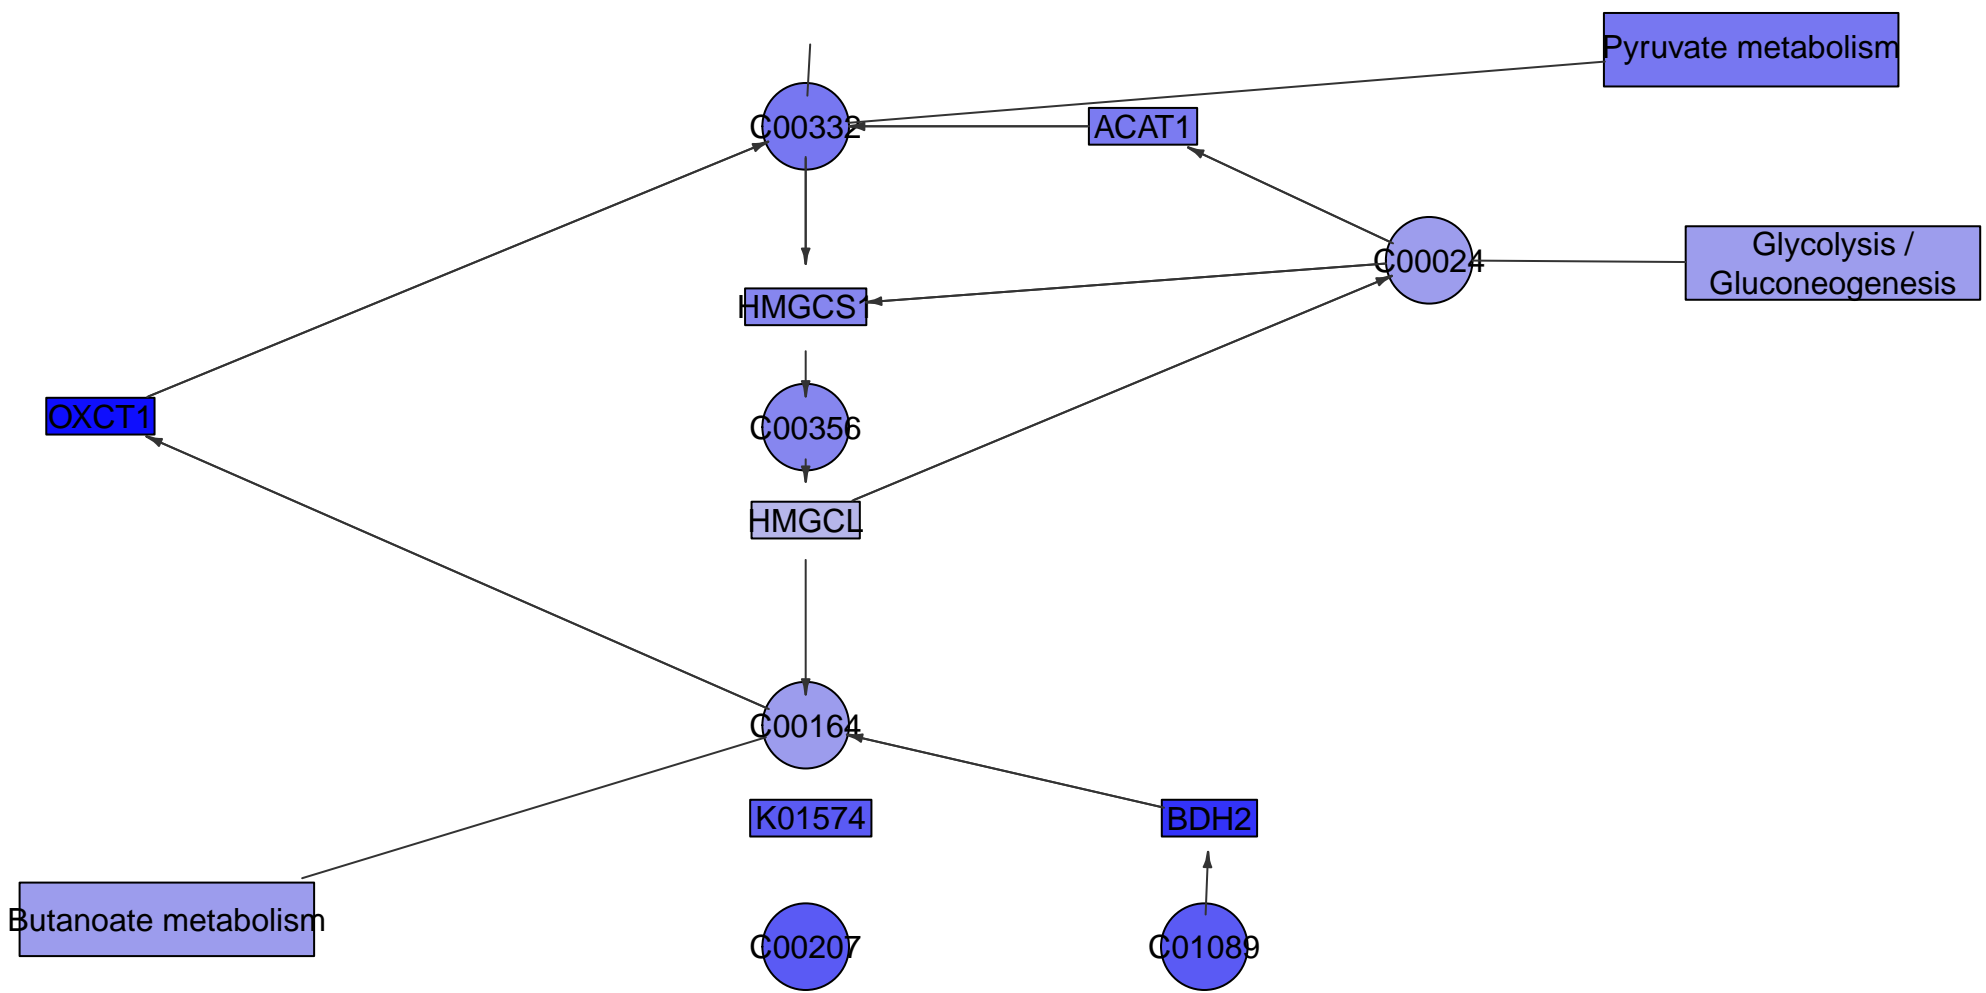 Pyruvate metabolism
C00332
ACAT1
Glycolysis /
Gluconeogenesis
C00024
HMGCS1
OXCT1
C00356
HMGCL
C00164
K01574
BDH2
Butanoate metabolism
C00207
C01089